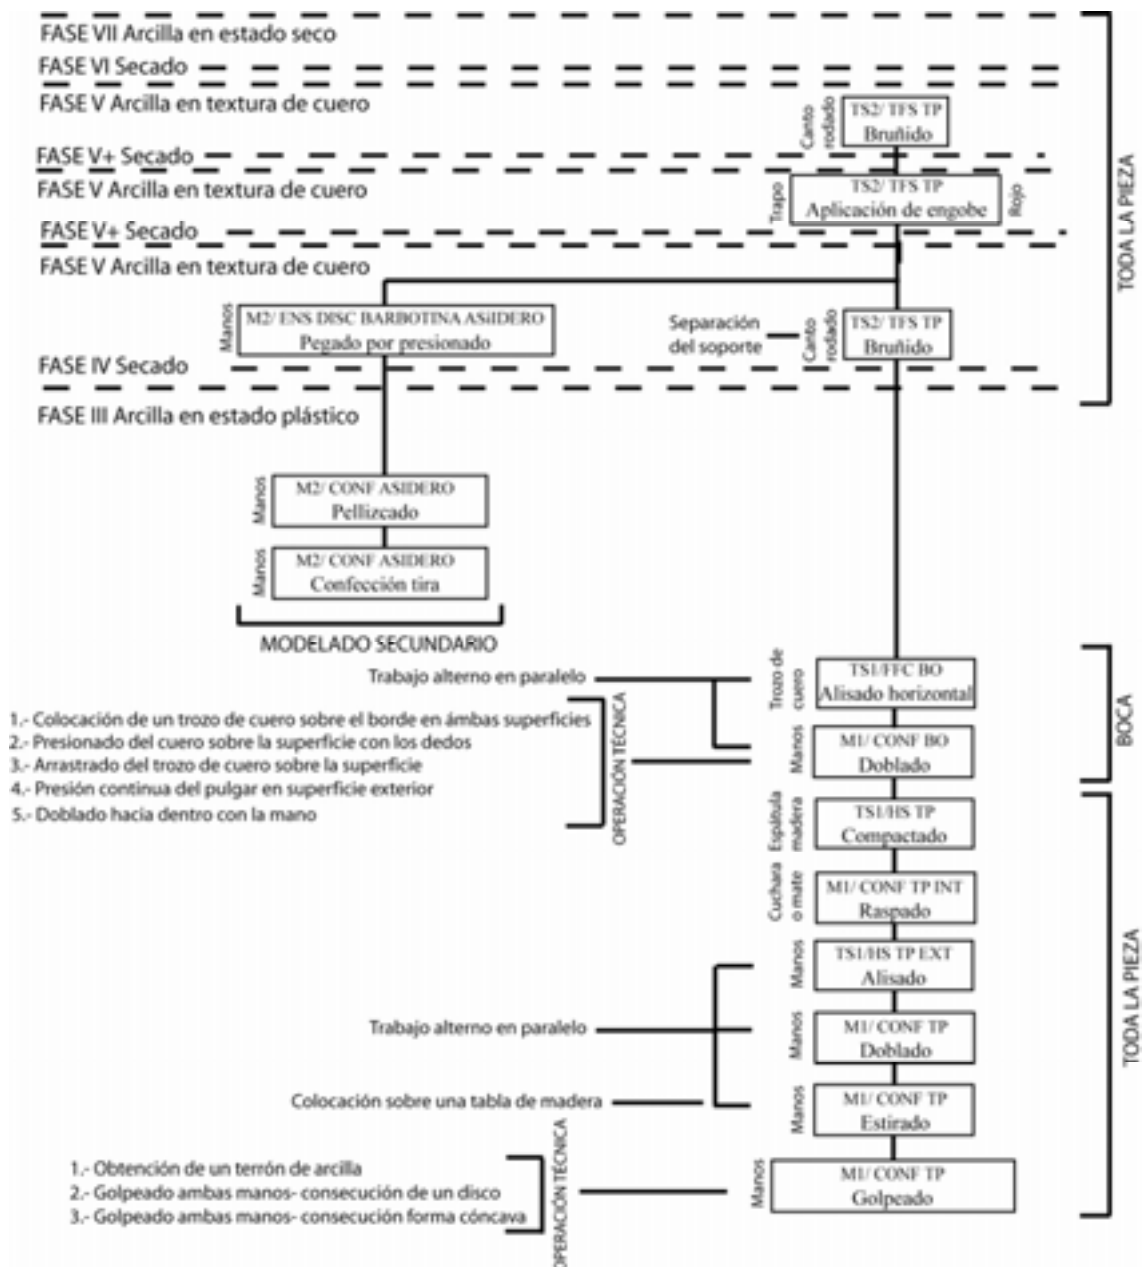 FASE VII Arcilla en estado seco
FASE VI Secado
FASE V Arcilla en textura de cuero
Canto
rodado
TS2/ TFS TP
Bruñido
FASE V+ Secado
FASE V Arcilla en textura de cuero
Trapo
TS2/ TFS TP
Aplicación de engobe
Rojo
FASE V+ Secado
FASE V Arcilla en textura de cuero
TODA LA PIEZA
Manos
M2/ ENS DISC BARBOTINA ASiIDERO
Pegado por presionado
Separación
del soporte
Canto
rodado
TS2/ TFS TP
Bruñido
FASE IV Secado
FASE III Arcilla en estado plástico
Manos
M2/ CONF ASIDERO
Pellizcado
Manos
M2/ CONF ASIDERO
Confección tira
MODELADO SECUNDARIO
Trabajo alterno en paralelo
Trozo de
cuero
TS1/FFC BO
Alisado horizontal
1.- Colocación de un trozo de cuero sobre el borde en ámbas superficies
2.- Presionado del cuero sobre la superficie con los dedos
3.- Arrastrado del trozo de cuero sobre la superficie
4.- Presión continua del pulgar en superficie exterior
5.- Doblado hacia dentro con la mano
OPERACIÓN TÉCNICA
Manos
M1/ CONF BO
Doblado
BOCA
Espátula
madera
TS1/HS TP
Compactado
Cuchara
o mate
M1/ CONF TP INT
Raspado
Manos
TS1/HS TP EXT
Alisado
Trabajo alterno en paralelo
Manos
M1/ CONF TP
Doblado
TODA LA PIEZA
Colocación sobre una tabla de madera
Manos
M1/ CONF TP
Estirado
1.- Obtención de un terrón de arcilla
2.- Golpeado ambas manos- consecución de un disco
3.- Golpeado ambas manos- consecución forma cóncava
OPERACIÓN TÉCNICA
Manos
M1/ CONF TP
Golpeado